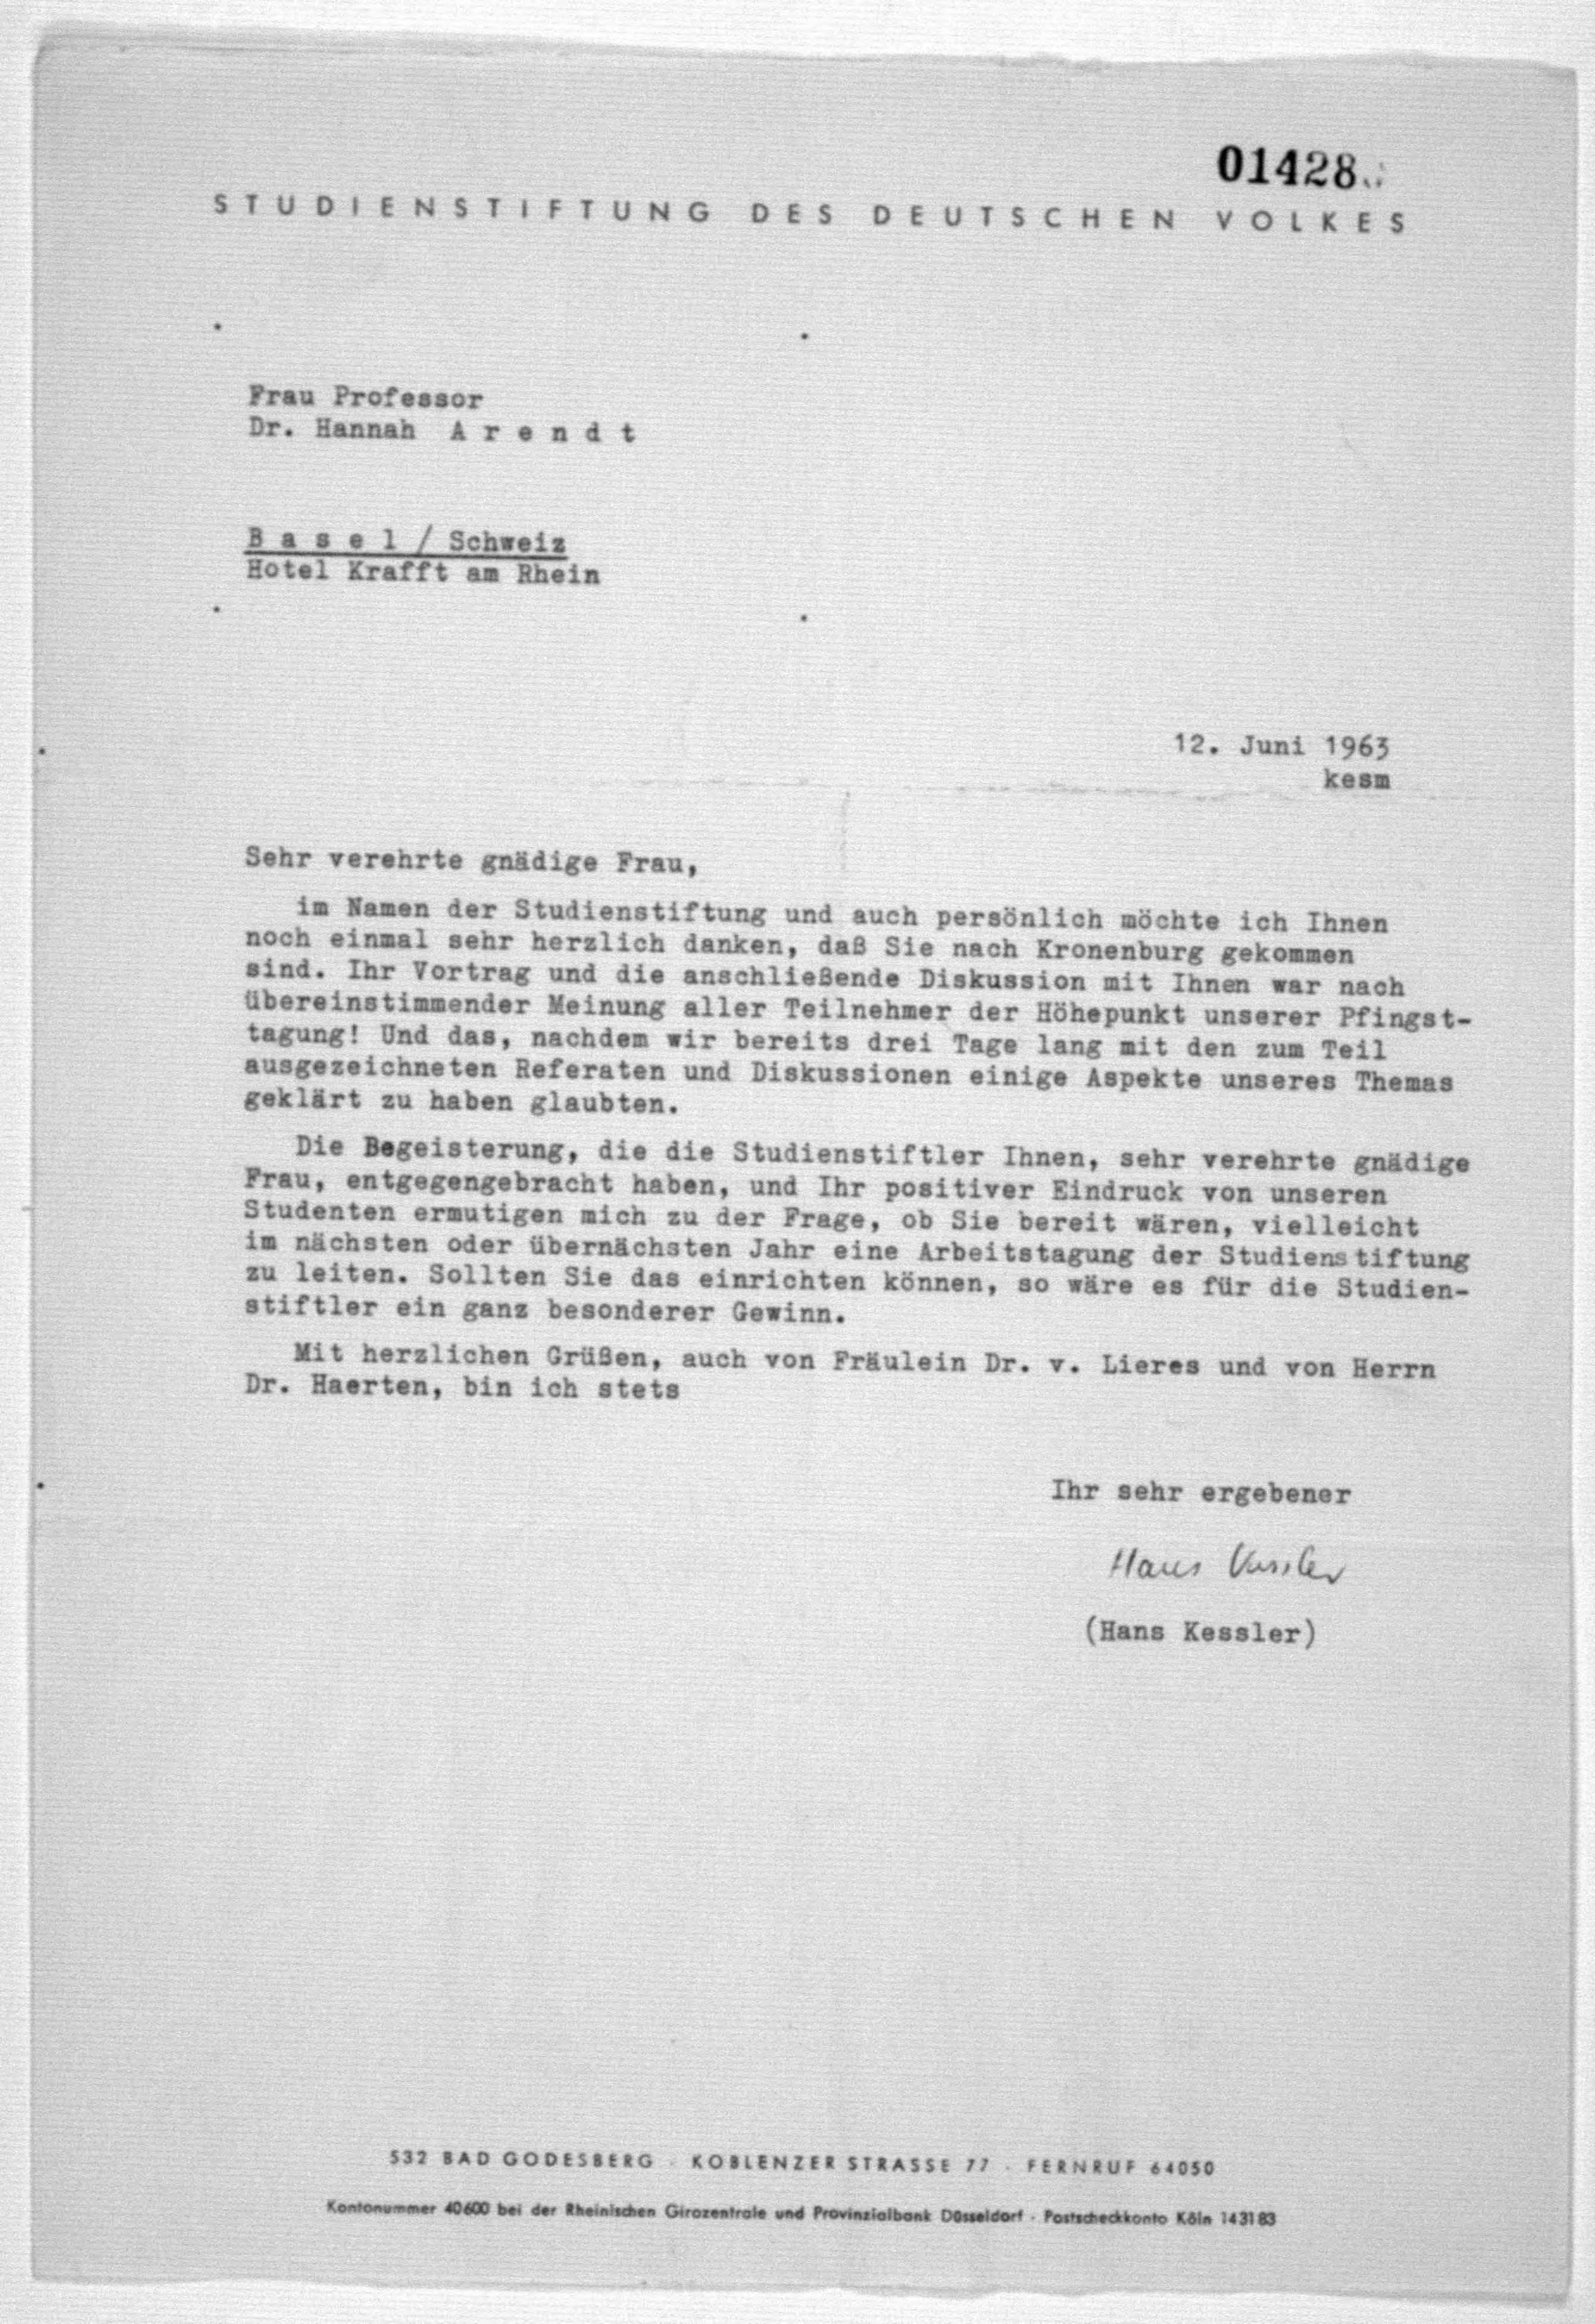 01428
STUDIENSTIFTUNG DES DEUTSCHEN VOLKES
Frau Professor
Dr. Hannah A r e n d t
B a s e l / Schweiz
Hotel Krafft am Rhein
12. Juni 1963
kesm
Sehr verehrte gnädige Frau,
im Namen der Studienstiftung und auch persönlich möchte ich Ihnen
noch einmal sehr herzlich danken, daß Sie nach Kronenburg gekommen
sind. Ihr Vortrag und die anschließende Diskussion mit Ihnen war nach
übereinstimmender Meinung aller Teilnehmer der Höhepunkt unserer Pfingst-
tagung! Und das, nachdem wir bereits drei Tage lang mit den zum Teil
ausgezeichneten Referaten und Diskussionen einige Aspekte unseres Themas
geklärt zu haben glaubten.
Die Begeisterung, die die Studienstiftler Ihnen, sehr verehrte gnädige
Frau, entgegengebracht haben, und Ihr positiver Eindruck von unseren
Studenten ermutigen mich zu der Frage, ob Sie bereit wären, vielleicht
im nächsten oder übernächsten Jahr eine Arbeitstagung der Studienstiftung
zu leiten. Sollten Sie das einrichten können, so wäre es für die Studien-
stiftler ein ganz besonderer Gewinn.
Mit herzlichen Grüßen, auch von Fräulein Dr. v. Lieres und von Herrn
Dr. Haerten, bin ich stets
Ihr sehr ergebener
Hans Kessler
(Hans Kessler)
532 BAD GODESBERG · KOBLENZER STRASSE 77 · FERNRUF 64050
Kontonummer 40600 bei der Rheinischen Girozentrale und Provinzialbank Düsseldorf · Postscheckkonto Köln 143183